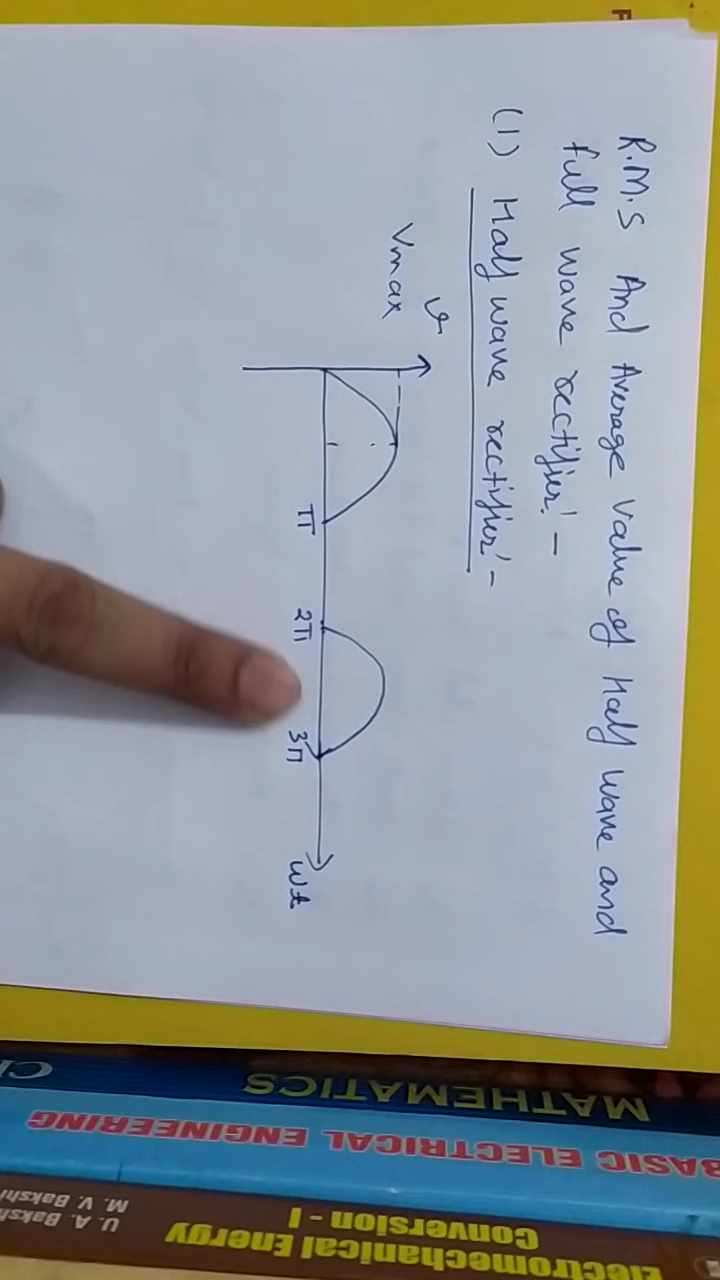 R.M.S And Average value of Half wave and
full wave rectifier:-
(1) Half wave rectifier:-
v
Vmax
π
2π
3π
wt
MATHEMATICS
BASIC ELECTRICAL ENGINEERING
Electromechanical Energy
Conversion - I
U. A. Bakshi
M. V. Bakshi